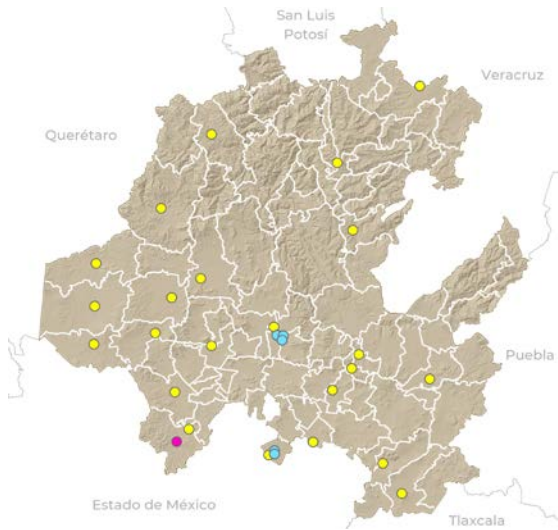 San Luis
Potosí
Veracruz
Querétaro
Puebla
Estado de México
Tlaxcala